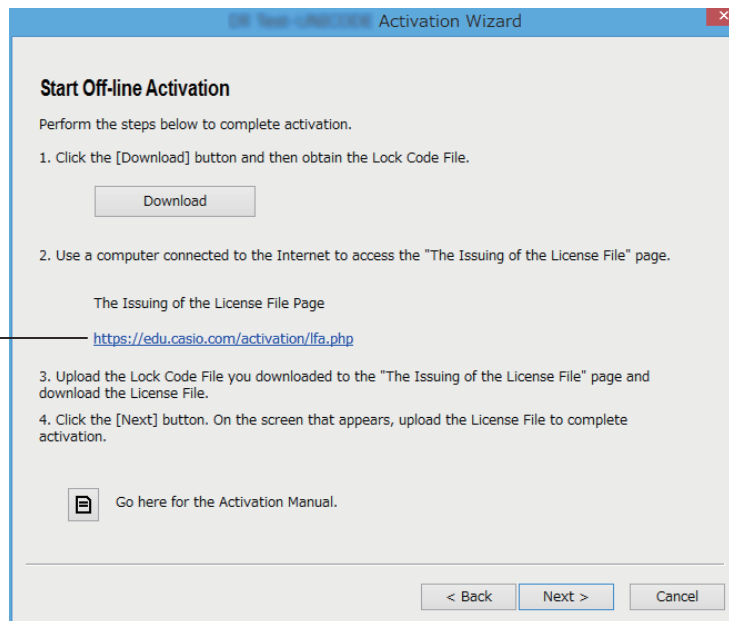 Activation Wizard
Start Off-line Activation
Perform the steps below to complete activation.
1. Click the [Download] button and then obtain the Lock Code File.
Download
2. Use a computer connected to the Internet to access the "The Issuing of the License File" page.
The Issuing of the License File Page
https://edu.casio.com/activation/lfa.php
3. Upload the Lock Code File you downloaded to the "The Issuing of the License File" page and
download the License File.
4. Click the [Next] button. On the screen that appears, upload the License File to complete
activation.
Go here for the Activation Manual.
< Back
Next >
Cancel